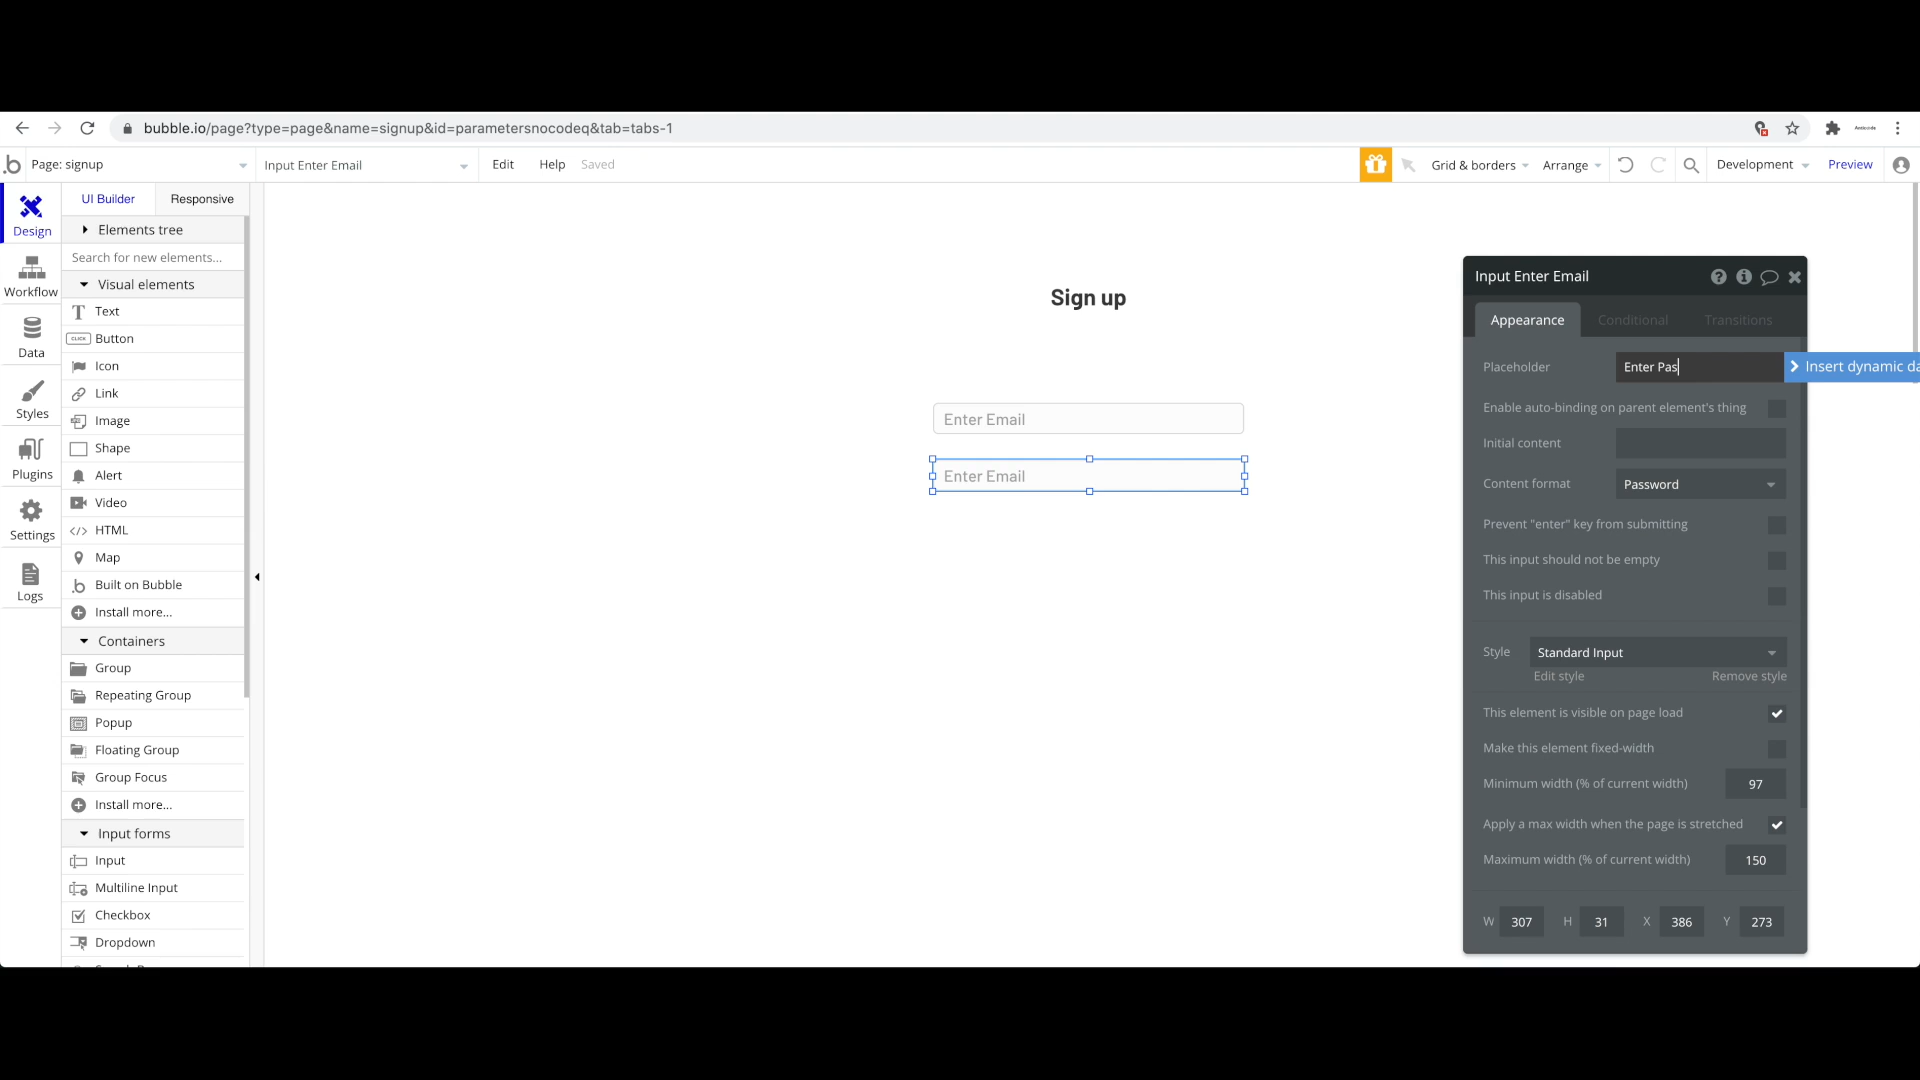 bubble.io/page?type=page&name=signup&id=parametersnocodeq&tab=tabs-1
Page: signup
Input Enter Email
Edit
Help
Saved
Grid & borders
Arrange
Development
Preview
Design
Workflow
Data
Styles
Plugins
Settings
Logs
UI Builder
Responsive
Elements tree
Search for new elements...
Visual elements
Text
CLICK Button
Icon
Link
Image
Shape
Alert
Video
HTML
Map
Built on Bubble
Install more...
Containers
Group
Repeating Group
Popup
Floating Group
Group Focus
Install more...
Input forms
Input
Multiline Input
Checkbox
Dropdown
Sign up
Enter Email
Enter Email
Input Enter Email
Appearance
Conditional
Transitions
Placeholder
Enter Pas
Insert dynamic da
Enable auto-binding on parent element's thing
Initial content
Content format
Password
Prevent "enter" key from submitting
This input should not be empty
This input is disabled
Style
Standard Input
Edit style
Remove style
This element is visible on page load
Make this element fixed-width
Minimum width (% of current width)
97
Apply a max width when the page is stretched
Maximum width (% of current width)
150
W 307 H 31 X 386 Y 273